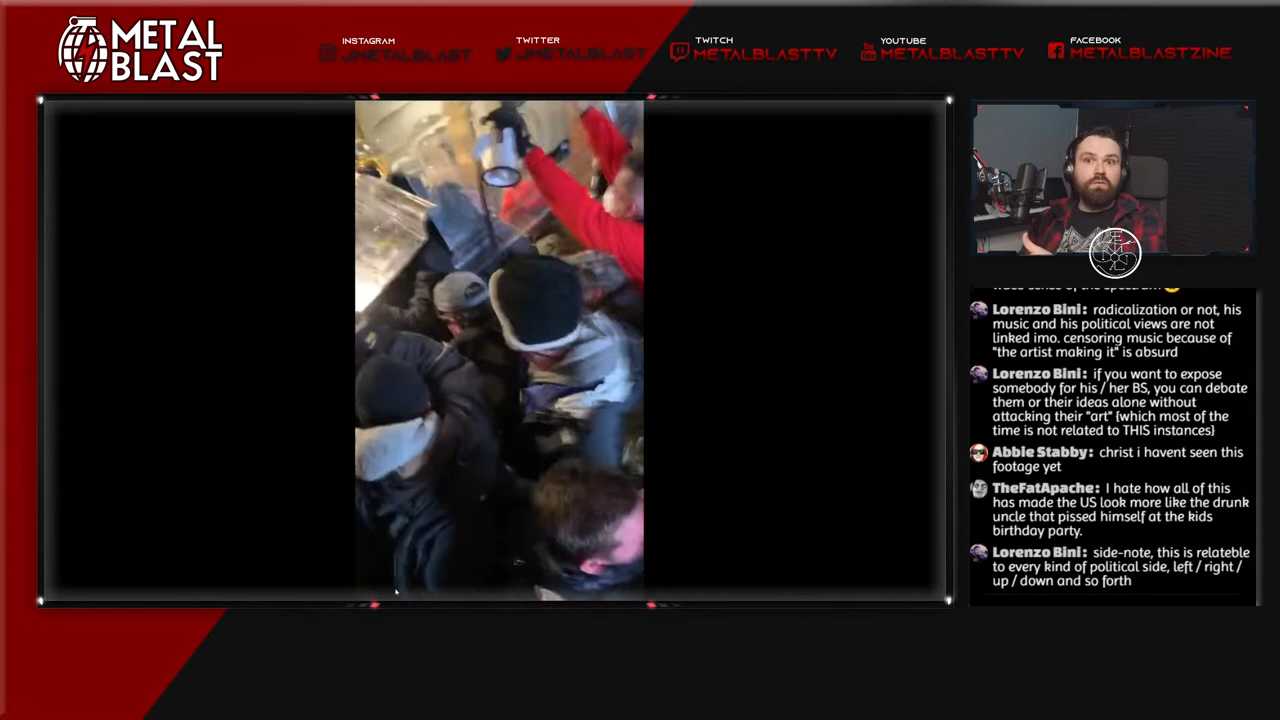 METAL
BLAST
INSTAGRAM
JMETALBLAST
TWITTER
JMETALBLAST
TWITCH
METALBLASTTV
YOUTUBE
METALBLASTTV
FACEBOOK
METALBLASTZINE
Lorenzo Bini: radicalization or not, his
music and his political views are not
linked imo. censoring music because of
"the artist making it" is absurd
Lorenzo Bini: if you want to expose
somebody for his / her BS, you can debate
them or their ideas alone without
attacking their "art" (which most of the
time is not related to THIS instances)
Abbie Stabby: christ i havent seen this
footage yet
TheFatApache: I hate how all of this
has made the US look more like the drunk
uncle that pissed himself at the kids
birthday party.
Lorenzo Bini: side-note, this is relateble
to every kind of political side, left / right /
up / down and so forth